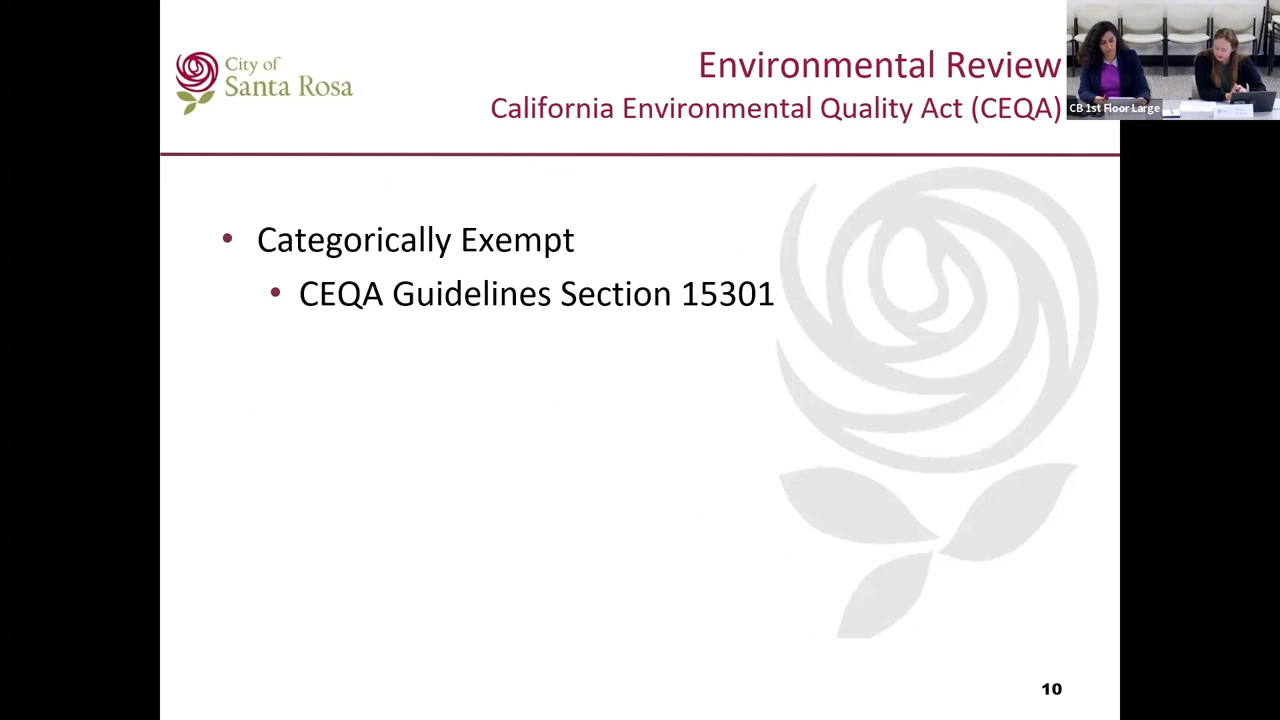 City of
Santa Rosa
Environmental Review
California Environmental Quality Act (CEQA)
CB 1st Floor Large
• Categorically Exempt
• CEQA Guidelines Section 15301
10